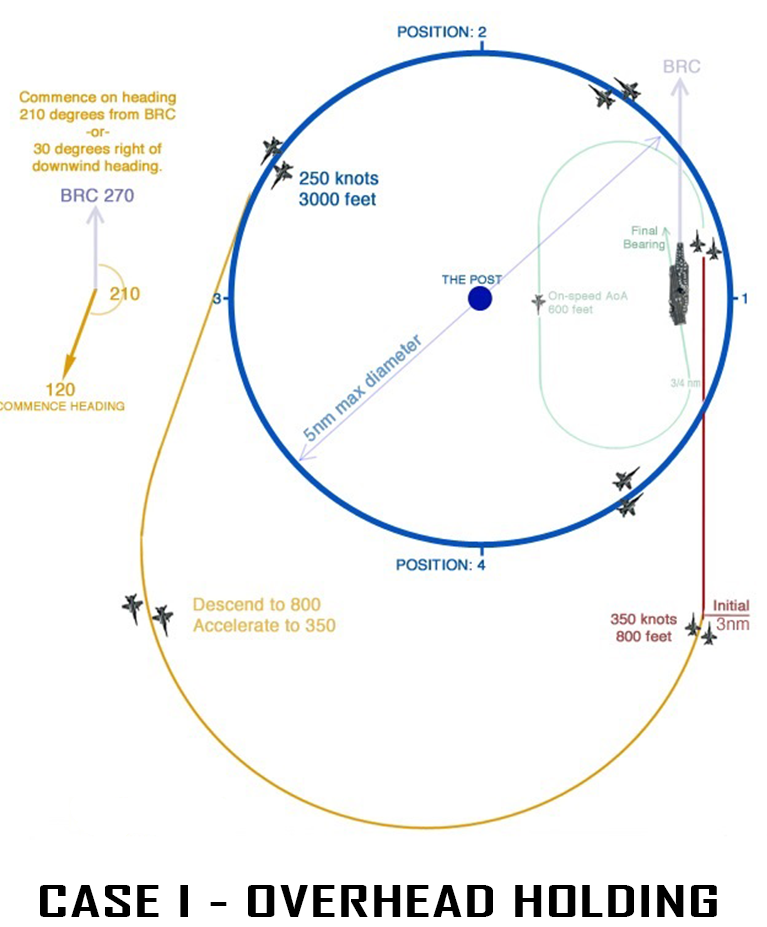 POSITION: 2
BRC
Commence on heading
210 degrees from BRC
-or-
30 degrees right of
downwind heading.
BRC 270
250 knots
3000 feet
Final
Bearing
THE POST
210
3
1
On-speed AoA
600 feet
5nm max diameter
3/4 nm
120
COMMENCE HEADING
POSITION: 4
Descend to 800
Accelerate to 350
350 knots
800 feet
Initial
3nm
CASE I - OVERHEAD HOLDING